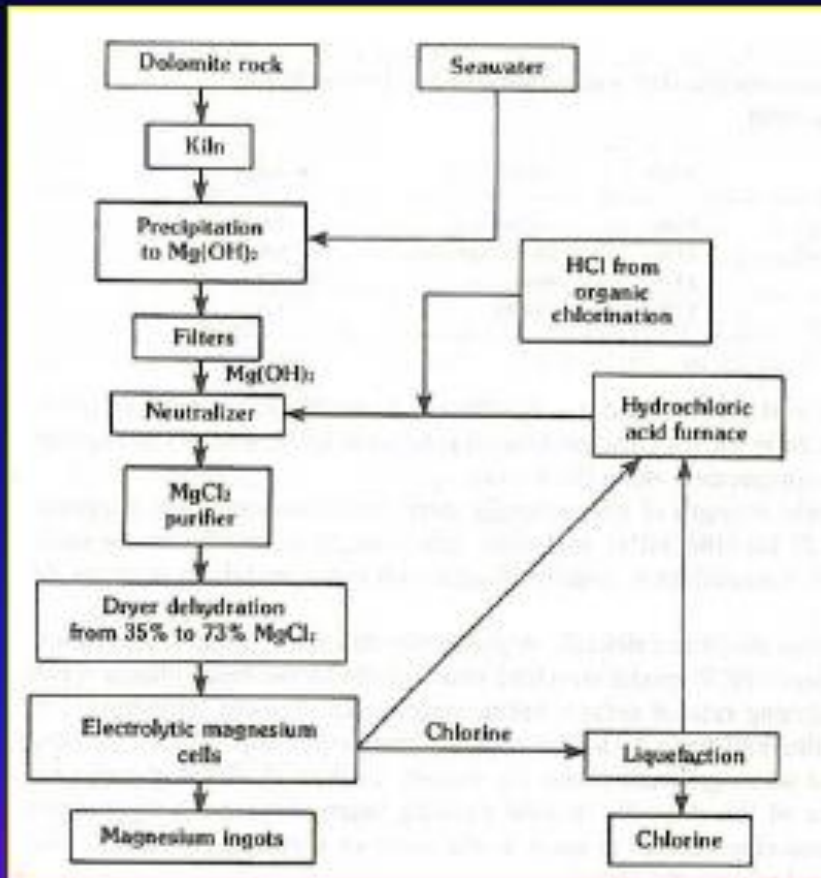 Dolomite rock
Seawater
Kiln
Precipitation
to Mg(OH)₂
HCl from
organic
chlorination
Filters
Mg(OH)₂
Neutralizer
Hydrochloric
acid furnace
MgCl₂
purifier
Dryer dehydration
from 35% to 73% MgCl₂
Electrolytic magnesium
cells
Chlorine
Liquefaction
Magnesium ingots
Chlorine